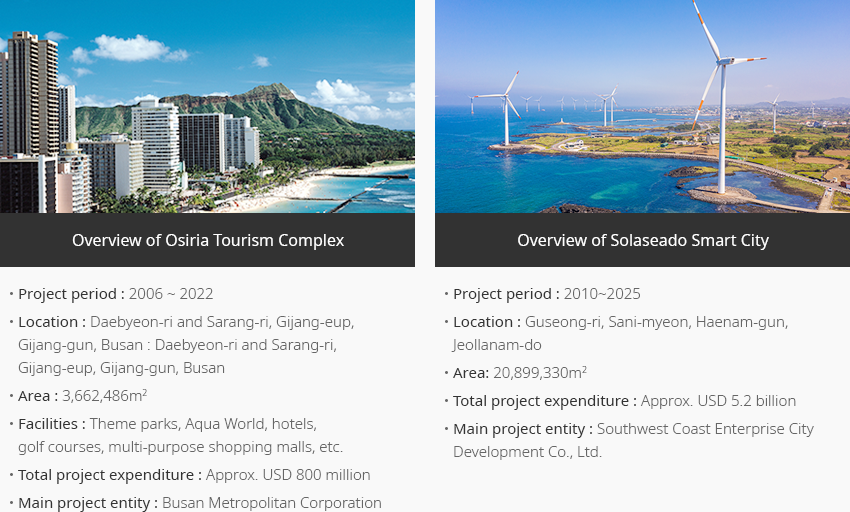 Overview of Osiria Tourism Complex
• Project period : 2006 ~ 2022
• Location : Daebyeon-ri and Sarang-ri, Gijang-eup,
Gijang-gun, Busan : Daebyeon-ri and Sarang-ri,
Gijang-eup, Gijang-gun, Busan
• Area : 3,662,486m²
• Facilities : Theme parks, Aqua World, hotels,
golf courses, multi-purpose shopping malls, etc.
• Total project expenditure : Approx. USD 800 million
• Main project entity : Busan Metropolitan Corporation
Overview of Solaseado Smart City
• Project period : 2010~2025
• Location : Guseong-ri, Sani-myeon, Haenam-gun,
Jeollanam-do
• Area: 20,899,330m²
• Total project expenditure : Approx. USD 5.2 billion
• Main project entity : Southwest Coast Enterprise City
Development Co., Ltd.